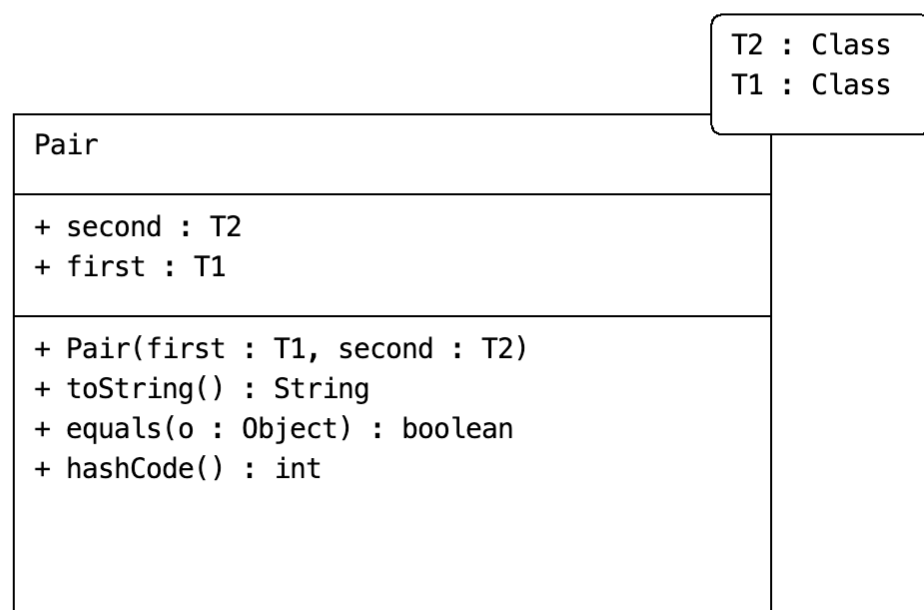 T2 : Class
T1 : Class
Pair
+ second : T2
+ first : T1
+ Pair(first : T1, second : T2)
+ toString() : String
+ equals(o : Object) : boolean
+ hashCode() : int